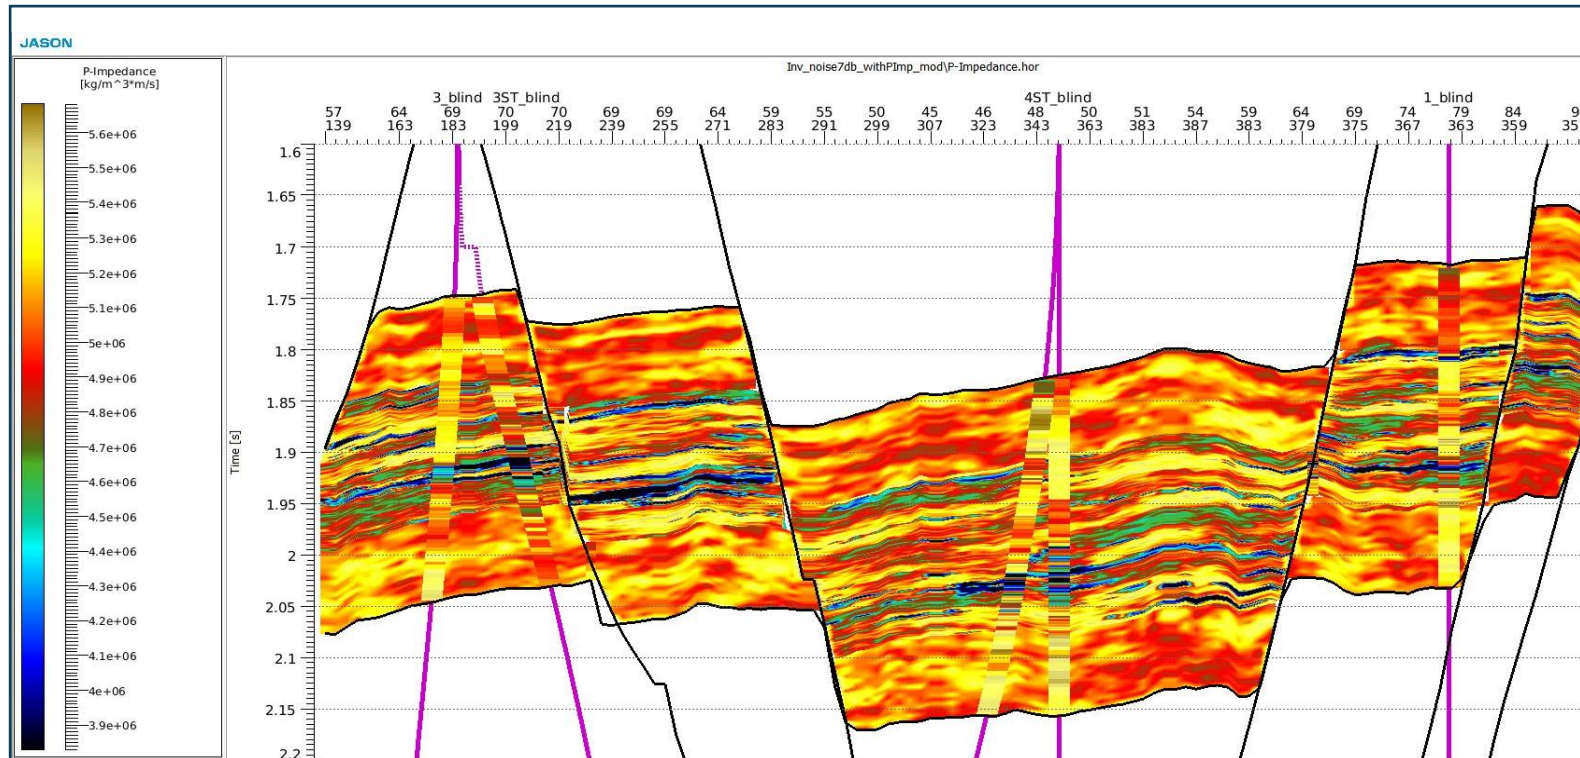 JASON
P-Impedance
[kg/m^3*m/s]
5.6e+06
5.5e+06
5.4e+06
5.3e+06
5.2e+06
5.1e+06
5e+06
4.9e+06
4.8e+06
4.7e+06
4.6e+06
4.5e+06
4.4e+06
4.3e+06
4.2e+06
4.1e+06
4e+06
3.9e+06
Inv_noise7db_withPImp_mod\P-Impedance.hor
3_blind 3ST_blind 4ST_blind 1_blind
57 64 69 70 70 69 69 64 59 55 50 45 46 48 50 51 54 59 64 69 74 79 84 9
139 163 183 199 219 239 255 271 283 291 299 307 323 343 363 383 387 383 379 375 367 363 359 35
Time [s]
1.6
1.65
1.7
1.75
1.8
1.85
1.9
1.95
2
2.05
2.1
2.15
2.2